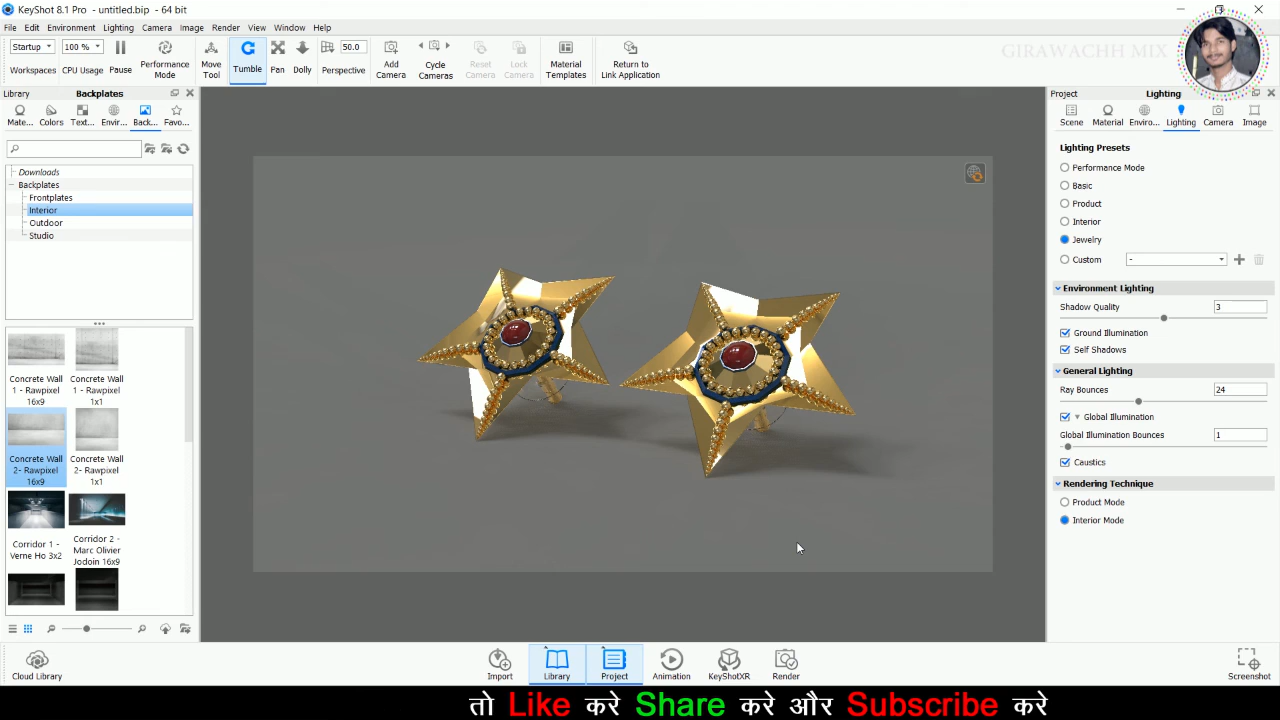 KeyShot 8.1 Pro - untitled.bip - 64 bit
File Edit Environment Lighting Camera Image Render View Window Help
Startup 100 % 50.0
Workspaces CPU Usage Pause Performance Mode Move Tool Tumble Pan Dolly Perspective Add Camera Cycle Cameras Reset Camera Lock Camera Material Templates Return to Link Application
GIRAWACHH MIX
Library Backplates
Mate... Colors Text... Envir... Back... Favo...
Downloads
Backplates
Frontplates
Interior
Outdoor
Studio
Concrete Wall 1 - Rawpixel 16x9
Concrete Wall 1 - Rawpixel 1x1
Concrete Wall 2- Rawpixel 16x9
Concrete Wall 2- Rawpixel 1x1
Corridor 1 - Verne Ho 3x2
Corridor 2 - Marc Olivier Jodoin 16x9
Project Lighting
Scene Material Enviro... Lighting Camera Image
Lighting Presets
Performance Mode
Basic
Product
Interior
Jewelry
Custom -
Environment Lighting
Shadow Quality 3
Ground Illumination
Self Shadows
General Lighting
Ray Bounces 24
Global Illumination
Global Illumination Bounces 1
Caustics
Rendering Technique
Product Mode
Interior Mode
Cloud Library Import Library Project Animation KeyShotXR Render Screenshot
तो Like करे Share करे और Subscribe करे